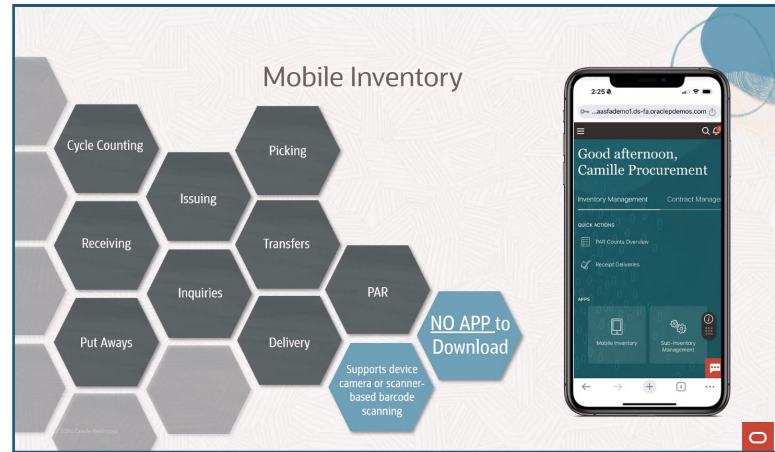 Mobile Inventory
Cycle Counting
Picking
Issuing
Receiving
Transfers
Inquiries
PAR
Put Aways
Delivery
NO APP to
Download
Supports device
camera or scanner-
based barcode
scanning
2:25
...aasfademo1.ds-fa.oraclepdemos.com
Good afternoon,
Camille Procurement
Inventory Management
Contract Manage
QUICK ACTIONS
PAR Counts Overview
Receipt Deliveries
APPS
Mobile Inventory
Sub-Inventory
Management